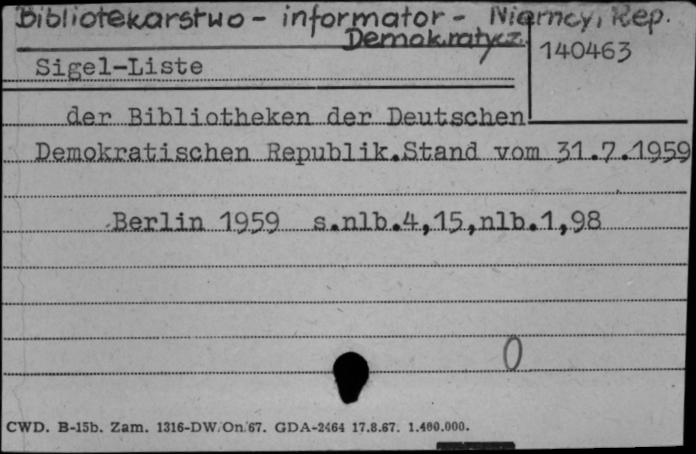 Bibliotekarstwo - informator - Niemcy, Rep.
Demokratycz.
140463
Sigel-Liste
der Bibliotheken der Deutschen
Demokratischen Republik.Stand vom 31.7.1959
Berlin 1959 s.nlb.4,15,nlb.1,98
0
CWD. B-15b. Zam. 1316-DW/On/67. GDA-2464 17.8.67. 1.400.000.